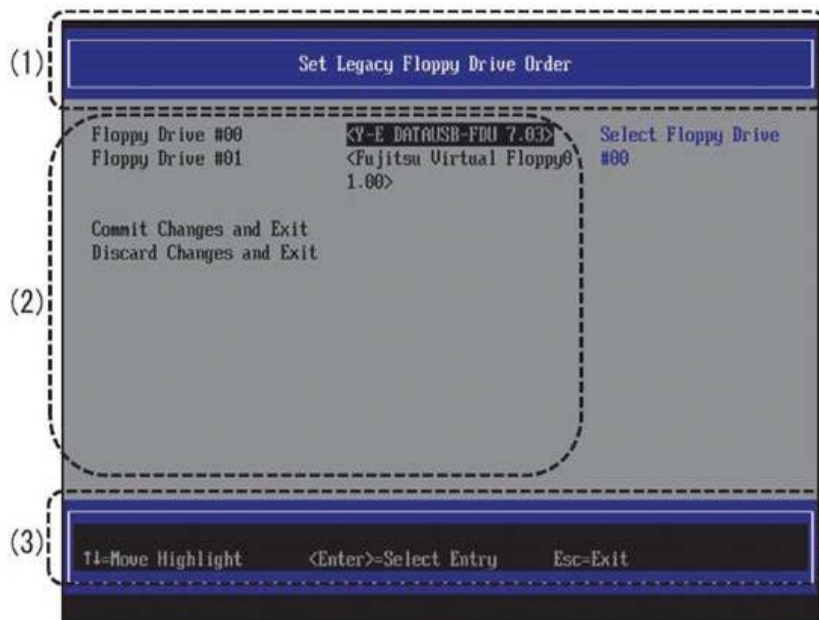 (1)
Set Legacy Floppy Drive Order
(2)
Floppy Drive #00 <Y-E DATAUSB-FDU 7.03> Select Floppy Drive
Floppy Drive #01 <Fujitsu Virtual Floppy0 #00
1.00>
Commit Changes and Exit
Discard Changes and Exit
(3)
↑↓=Move Highlight <Enter>=Select Entry Esc=Exit